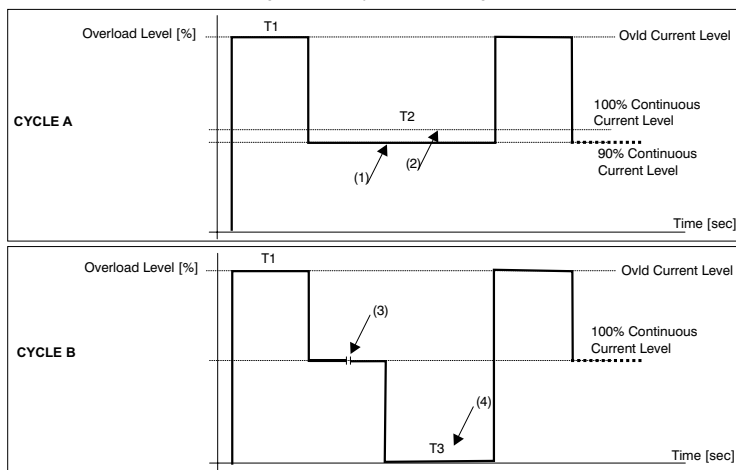 T1
Overload Level [%]
Ovld Current Level
100% Continuous
Current Level
T2
CYCLE A
90% Continuous
Current Level
(1)
(2)
Time [sec]
T1
Overload Level [%]
Ovld Current Level
(3)
100% Continuous
Current Level
CYCLE B
(4)
T3
Time [sec]